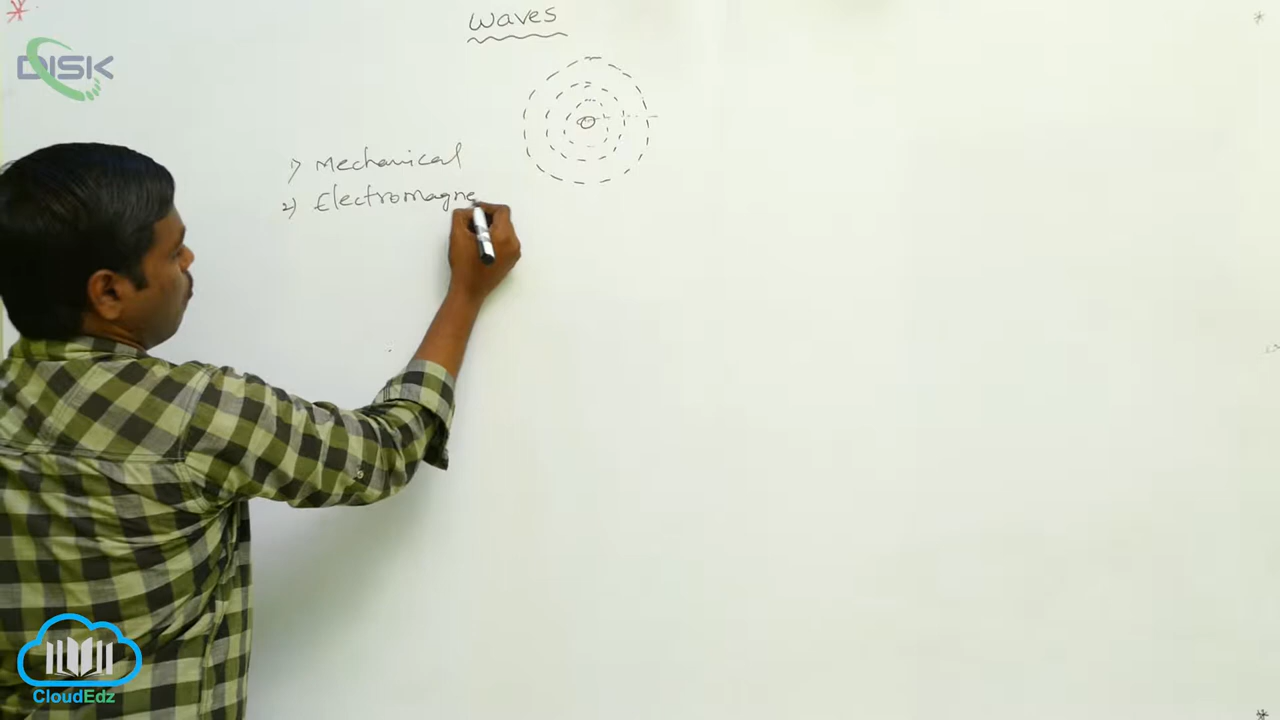 Waves
DISK
1) Mechanical
2) Electromagne
CloudEdz